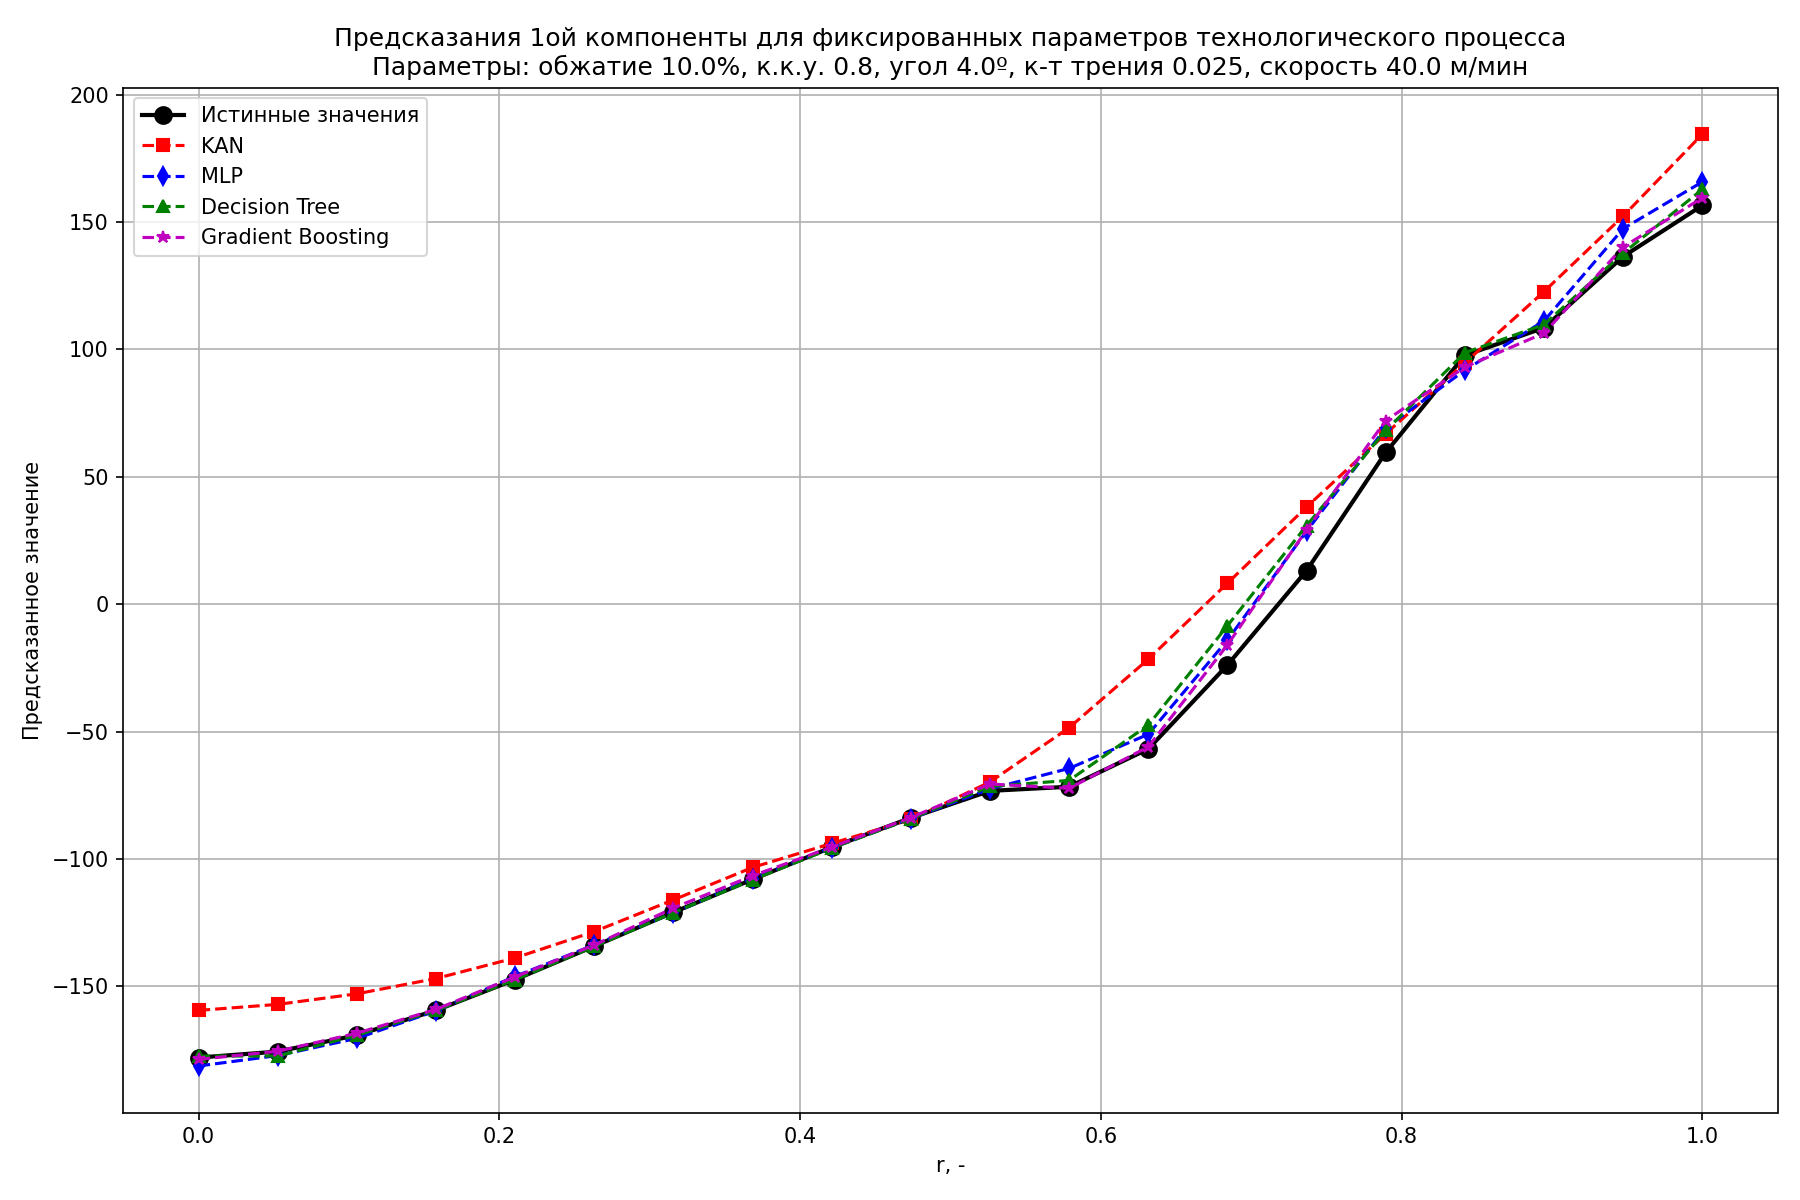 Предсказания 1ой компоненты для фиксированных параметров технологического процесса
Параметры: обжатие 10.0%, к.к.у. 0.8, угол 4.0º, к-т трения 0.025, скорость 40.0 м/мин
Истинные значения
KAN
MLP
Decision Tree
Gradient Boosting
Предсказанное значение
200
150
100
50
0
−50
−100
−150
0.0
0.2
0.4
0.6
0.8
1.0
r, -